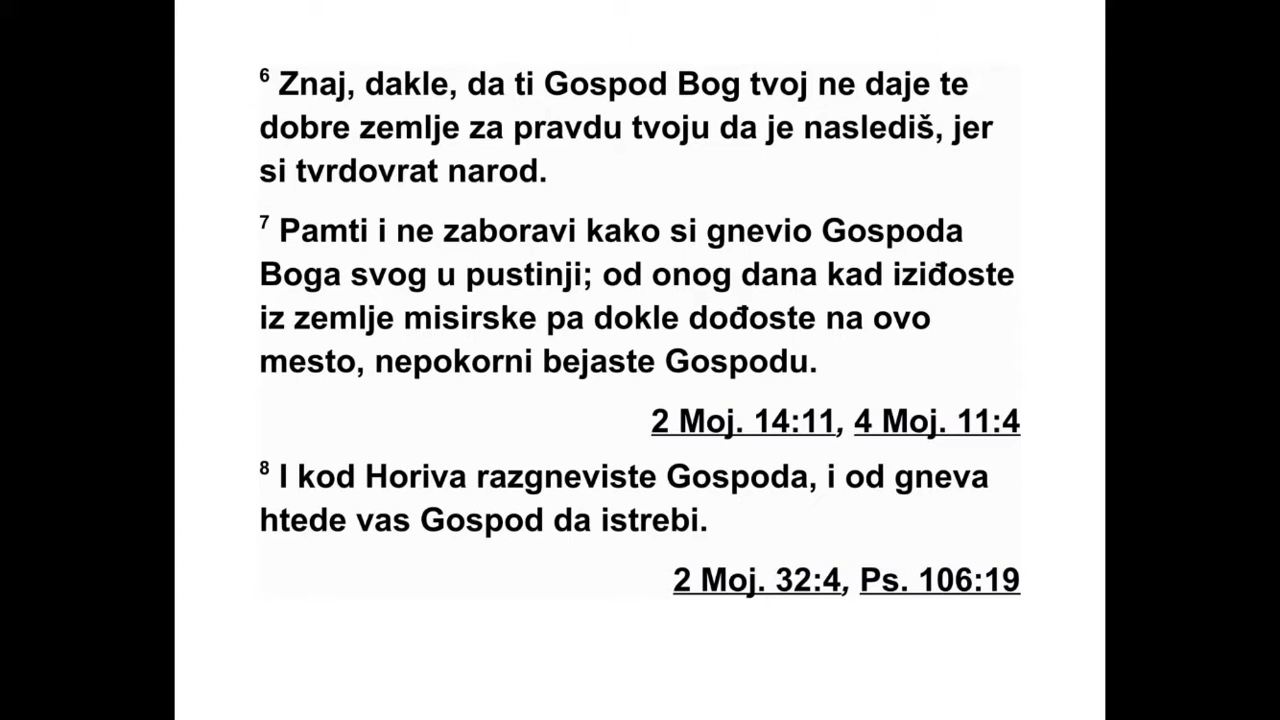 6 Znaj, dakle, da ti Gospod Bog tvoj ne daje te
dobre zemlje za pravdu tvoju da je naslediš, jer
si tvrdovrat narod.
7 Pamti i ne zaboravi kako si gnevio Gospoda
Boga svog u pustinji; od onog dana kad iziđoste
iz zemlje misirske pa dokle dođoste na ovo
mesto, nepokorni bejaste Gospodu.
2 Moj. 14:11, 4 Moj. 11:4
8 I kod Horiva razgneviste Gospoda, i od gneva
htede vas Gospod da istrebi.
2 Moj. 32:4, Ps. 106:19